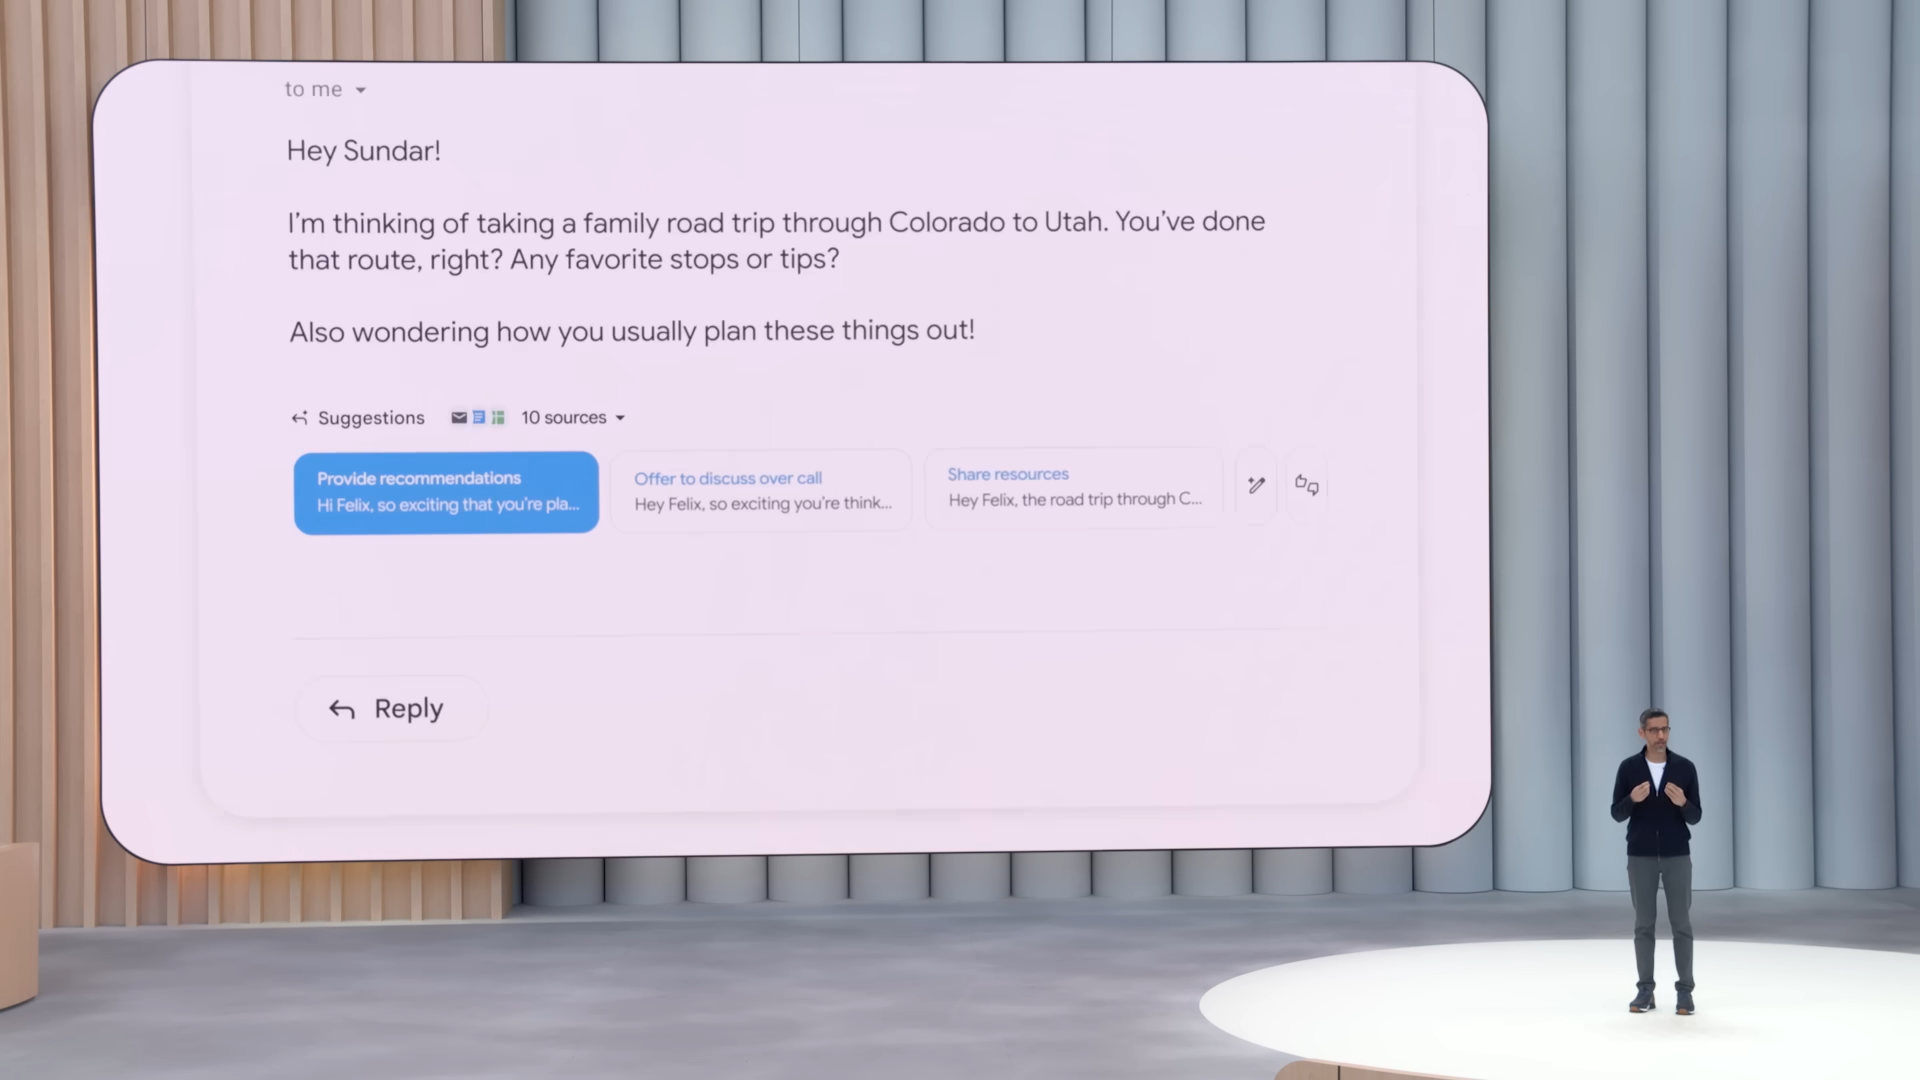 to me
Hey Sundar!
I'm thinking of taking a family road trip through Colorado to Utah. You've done
that route, right? Any favorite stops or tips?
Also wondering how you usually plan these things out!
Suggestions 10 sources
Provide recommendations
Hi Felix, so exciting that you're pla...
Offer to discuss over call
Hey Felix, so exciting you're think...
Share resources
Hey Felix, the road trip through C...
Reply